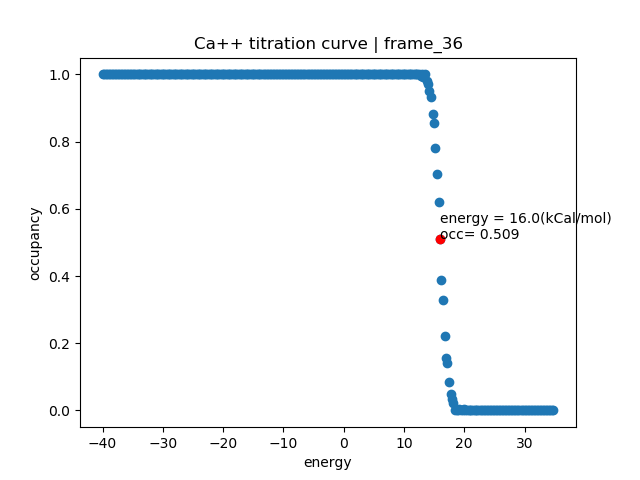 Ca++ titration curve | frame_36
1.0
0.8
0.6
0.4
0.2
0.0
occupancy
energy = 16.0(kCal/mol)
occ= 0.509
−40
−30
−20
−10
0
10
20
30
energy